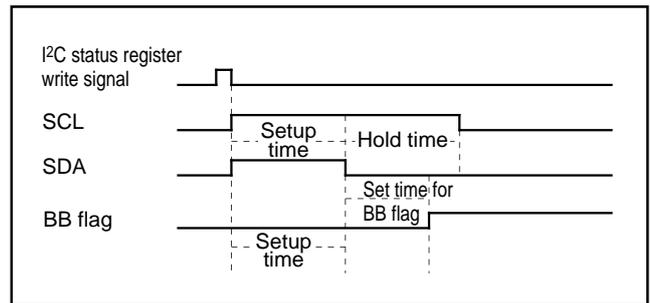 I2C status register
write signal
SCL
Setup
time
Hold time
SDA
Set time for
BB flag
BB flag
Setup
time